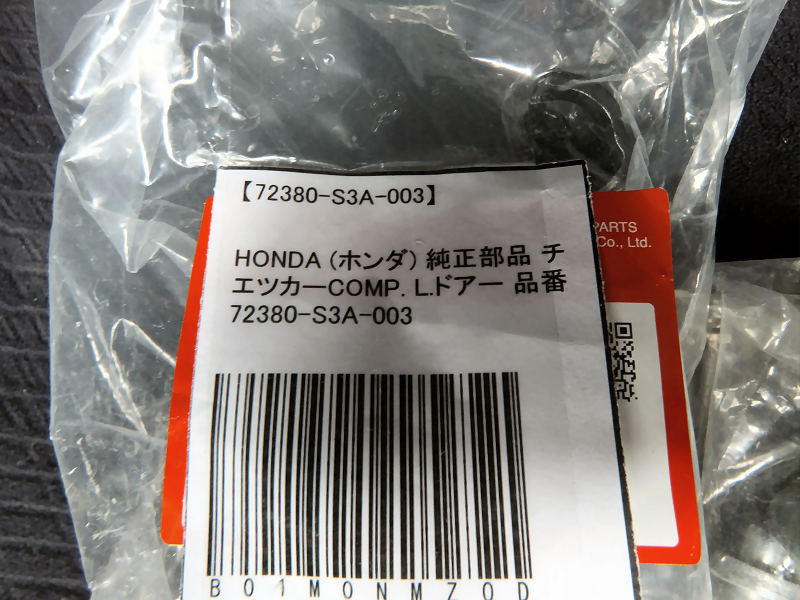 【72380-S3A-003】
PARTS
Co., Ltd.
HONDA (ホンダ) 純正部品 チ
エツカーCOMP. L.ドアー 品番
72380-S3A-003
B01M0NMZ0D